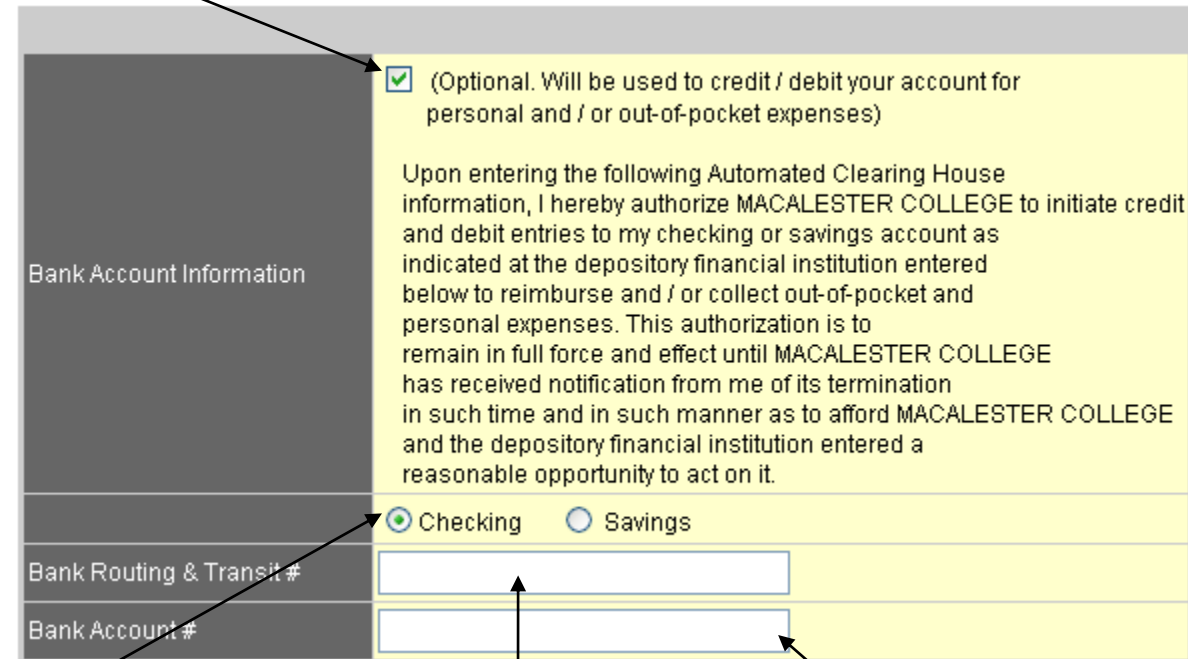 (Optional. Will be used to credit / debit your account for
personal and / or out-of-pocket expenses)
Bank Account Information
Upon entering the following Automated Clearing House
information, I hereby authorize MACALESTER COLLEGE to initiate credit
and debit entries to my checking or savings account as
indicated at the depository financial institution entered
below to reimburse and / or collect out-of-pocket and
personal expenses. This authorization is to
remain in full force and effect until MACALESTER COLLEGE
has received notification from me of its termination
in such time and in such manner as to afford MACALESTER COLLEGE
and the depository financial institution entered a
reasonable opportunity to act on it.
Checking Savings
Bank Routing & Transit #
Bank Account #